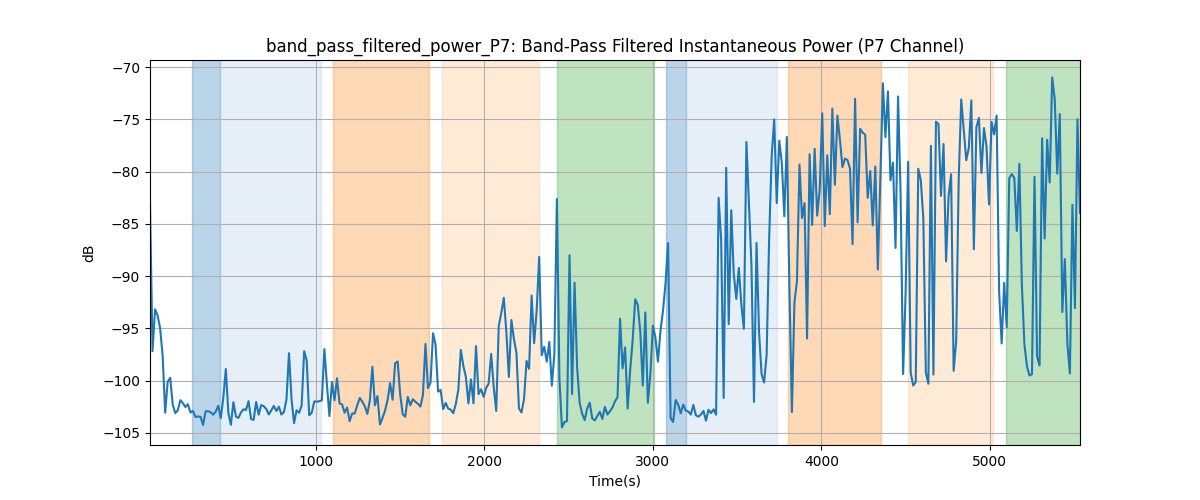 band_pass_filtered_power_P7: Band-Pass Filtered Instantaneous Power (P7 Channel)
−70
−75
−80
−85
−90
−95
−100
−105
dB
1000 2000 3000 4000 5000
Time(s)